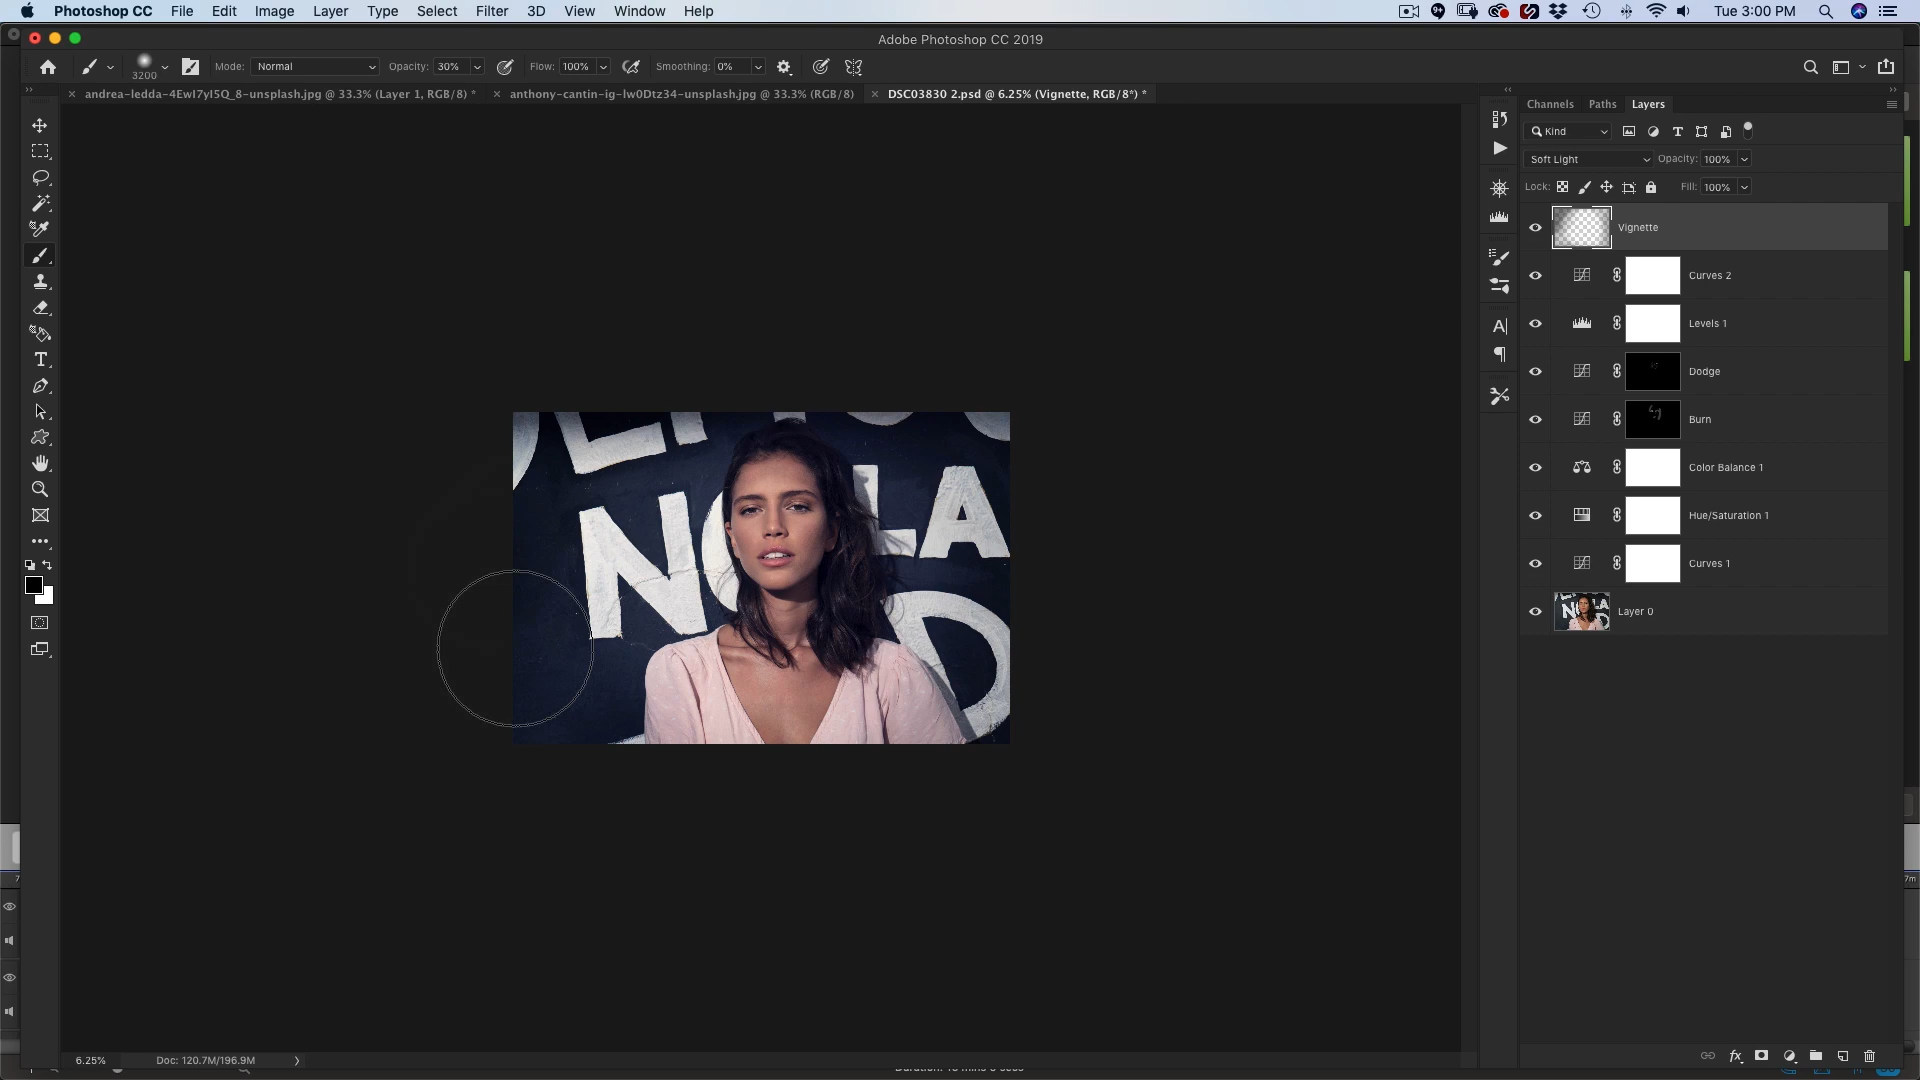 Photoshop CC File Edit Image Layer Type Select Filter 3D View Window Help
9+ Tue 3:00 PM
Adobe Photoshop CC 2019
3200 Mode: Normal Opacity: 30% Flow: 100% Smoothing: 0%
andrea-ledda-4EwI7yI5Q_8-unsplash.jpg @ 33.3% (Layer 1, RGB/8) * anthony-cantin-ig-lw0Dtz34-unsplash.jpg @ 33.3% (RGB/8) DSC03830 2.psd @ 6.25% (Vignette, RGB/8*) *
Channels Paths Layers
Kind
Soft Light Opacity: 100%
Lock: Fill: 100%
Vignette
Curves 2
Levels 1
Dodge
Burn
Color Balance 1
Hue/Saturation 1
Curves 1
Layer 0
LA
N
D
6.25% Doc: 120.7M/196.9M